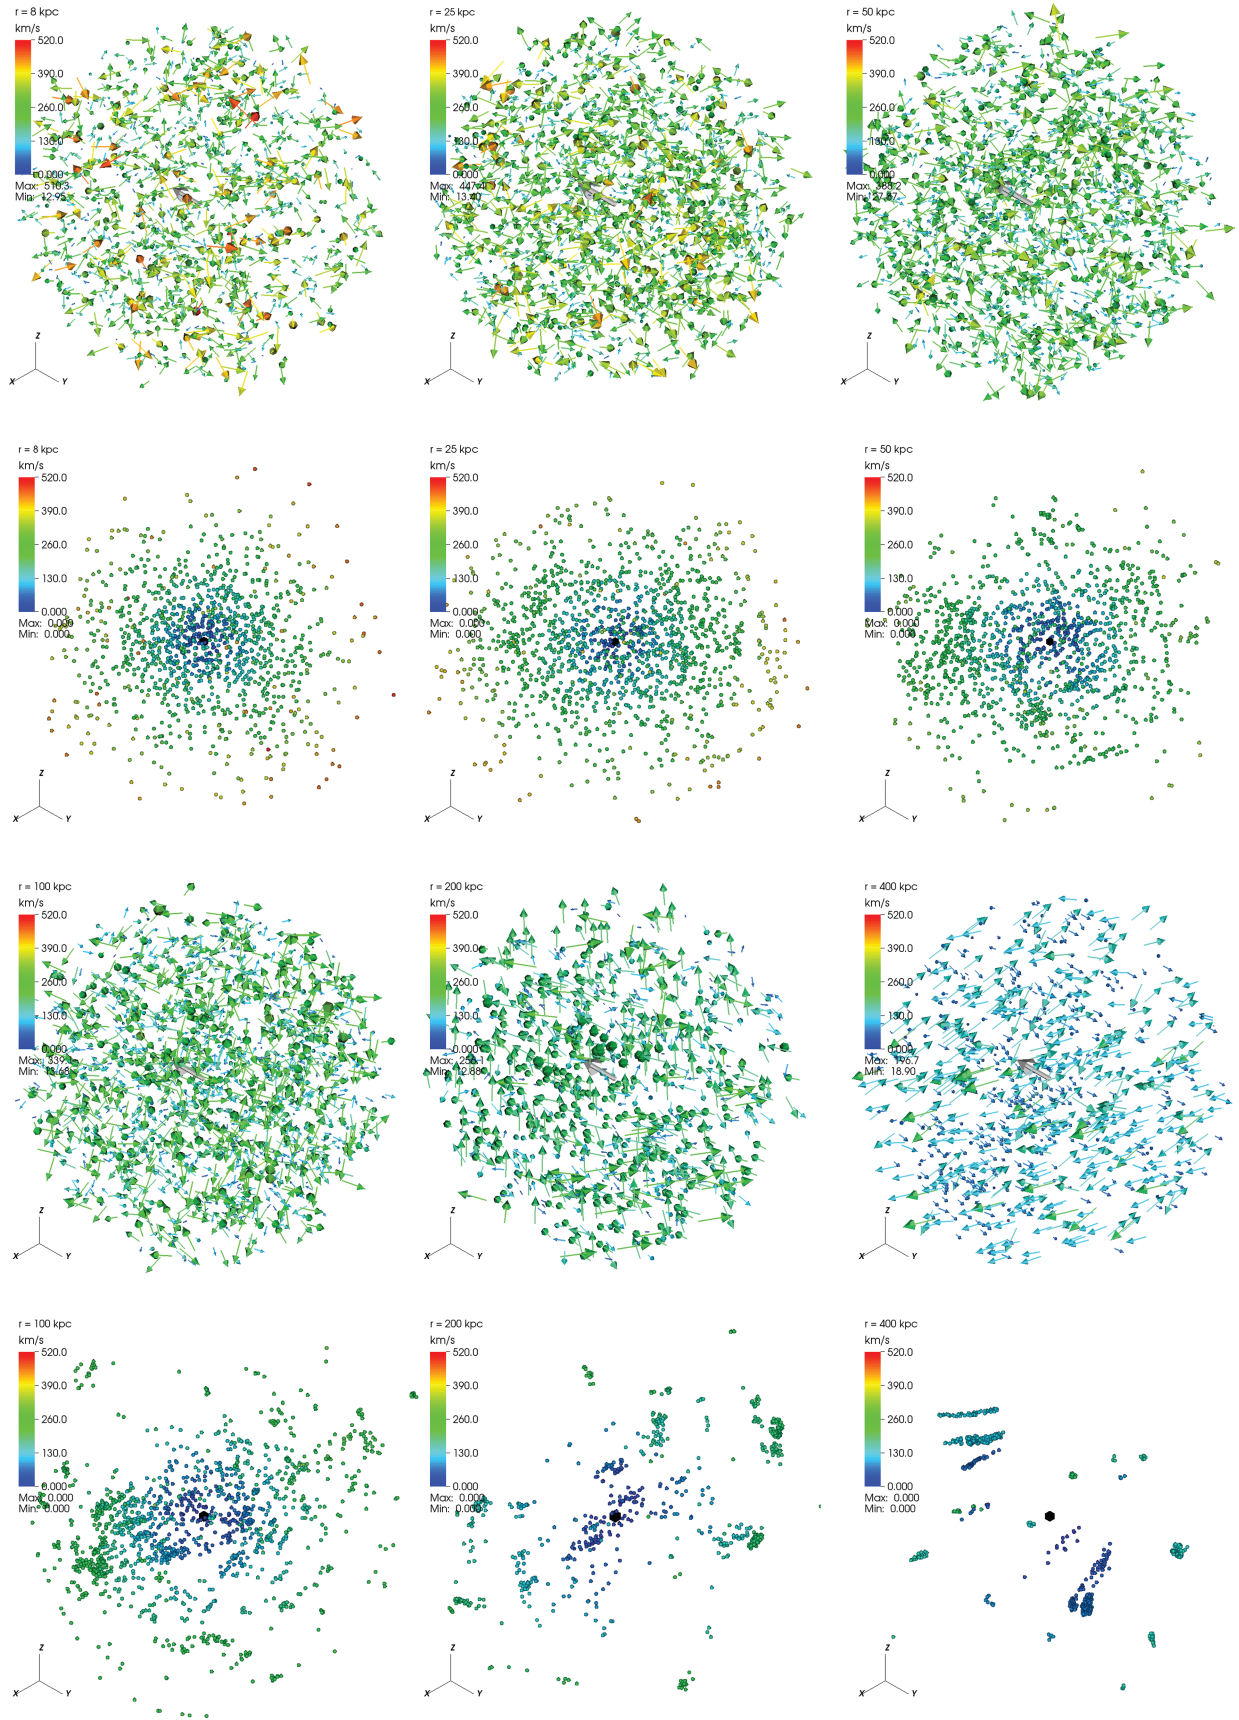 r = 8 kpc
km/s
520.0
390.0
260.0
130.0
0.000
Max: 510.3
Min: 12.95
Z
X
Y
r = 25 kpc
km/s
520.0
390.0
260.0
130.0
0.000
Max: 447.4
Min: 13.40
Z
X
Y
r = 50 kpc
km/s
520.0
390.0
260.0
130.0
0.000
Max: 388.2
Z
X
Y
r = 8 kpc
km/s
520.0
390.0
260.0
130.0
0.000
Max: 0.000
Min: 0.000
Z
X
Y
r = 25 kpc
km/s
520.0
390.0
260.0
130.0
0.000
Max: 0.000
Min: 0.000
Z
X
Y
r = 50 kpc
km/s
520.0
390.0
260.0
130.0
0.000
Max: 0.000
Min: 0.000
Z
X
Y
r = 100 kpc
km/s
520.0
390.0
260.0
130.0
0.000
Min: 13.68
Z
X
Y
r = 200 kpc
km/s
520.0
390.0
260.0
130.0
0.000
Min: 12.88
Z
X
Y
r = 400 kpc
km/s
520.0
390.0
260.0
130.0
0.000
Max: 196.7
Min: 18.90
Z
X
Y
r = 100 kpc
km/s
520.0
390.0
260.0
130.0
0.000
Max: 0.000
Min: 0.000
Z
X
Y
r = 200 kpc
km/s
520.0
390.0
260.0
130.0
0.000
Max: 0.000
Min: 0.000
Z
X
Y
r = 400 kpc
km/s
520.0
390.0
260.0
130.0
0.000
Max: 0.000
Min: 0.000
Z
X
Y